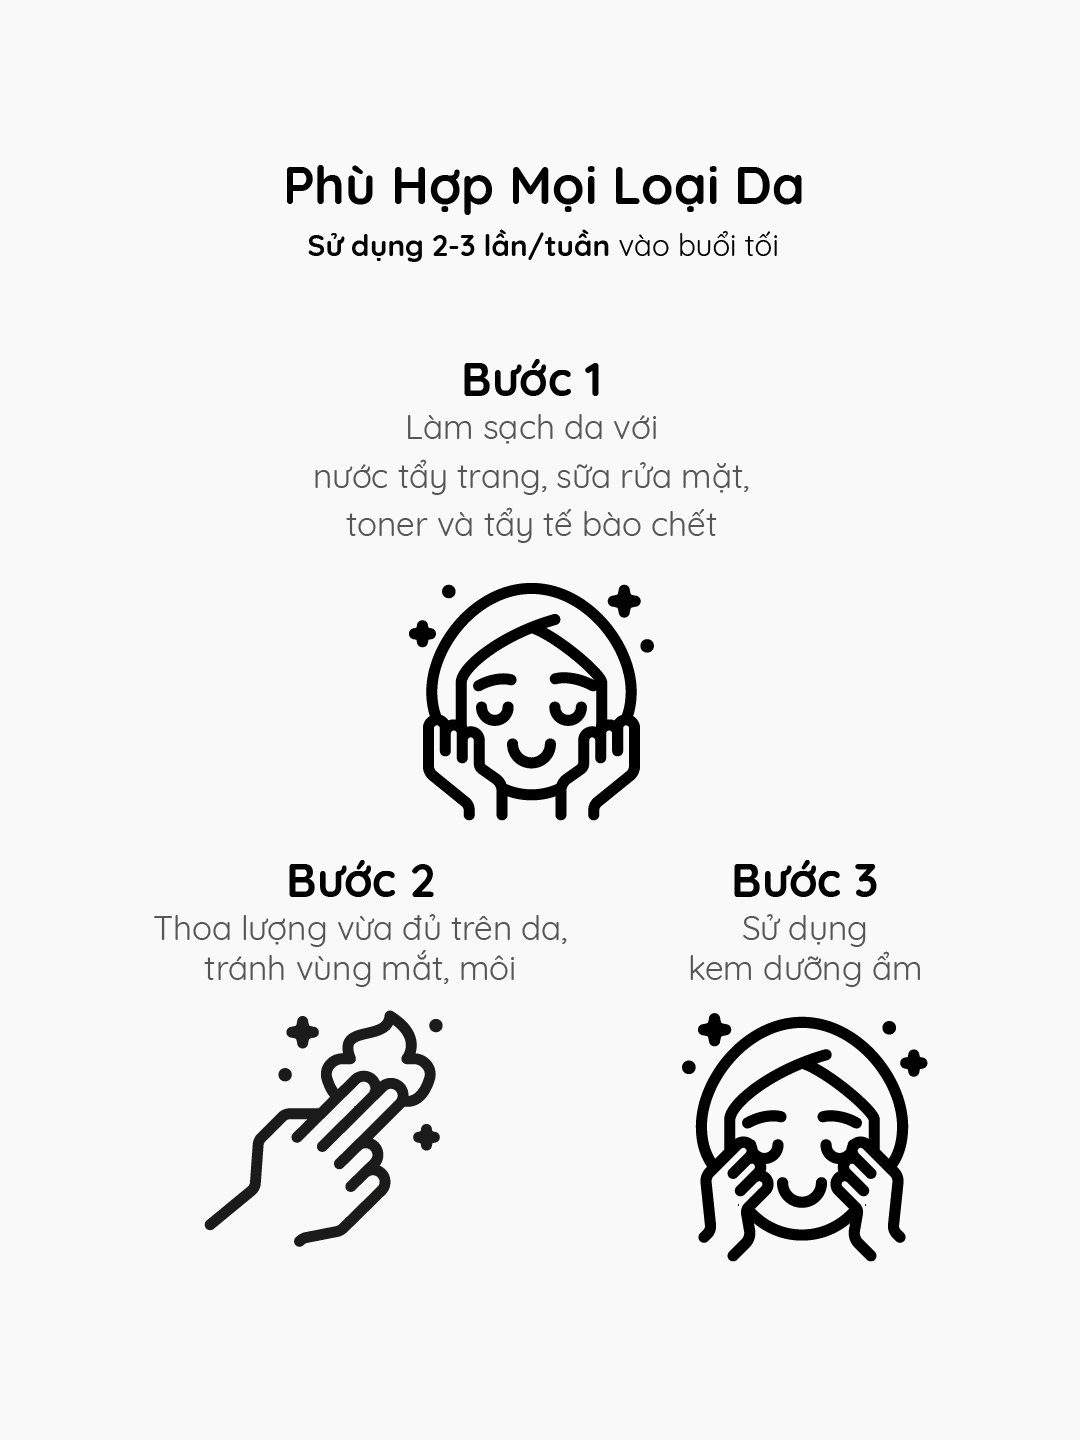 Phù Hợp Mọi Loại Da
Sử dụng 2-3 lần/tuần vào buổi tối
Bước 1
Làm sạch da với
nước tẩy trang, sữa rửa mặt,
toner và tẩy tế bào chết
Bước 2
Thoa lượng vừa đủ trên da,
tránh vùng mắt, môi
Bước 3
Sử dụng
kem dưỡng ẩm